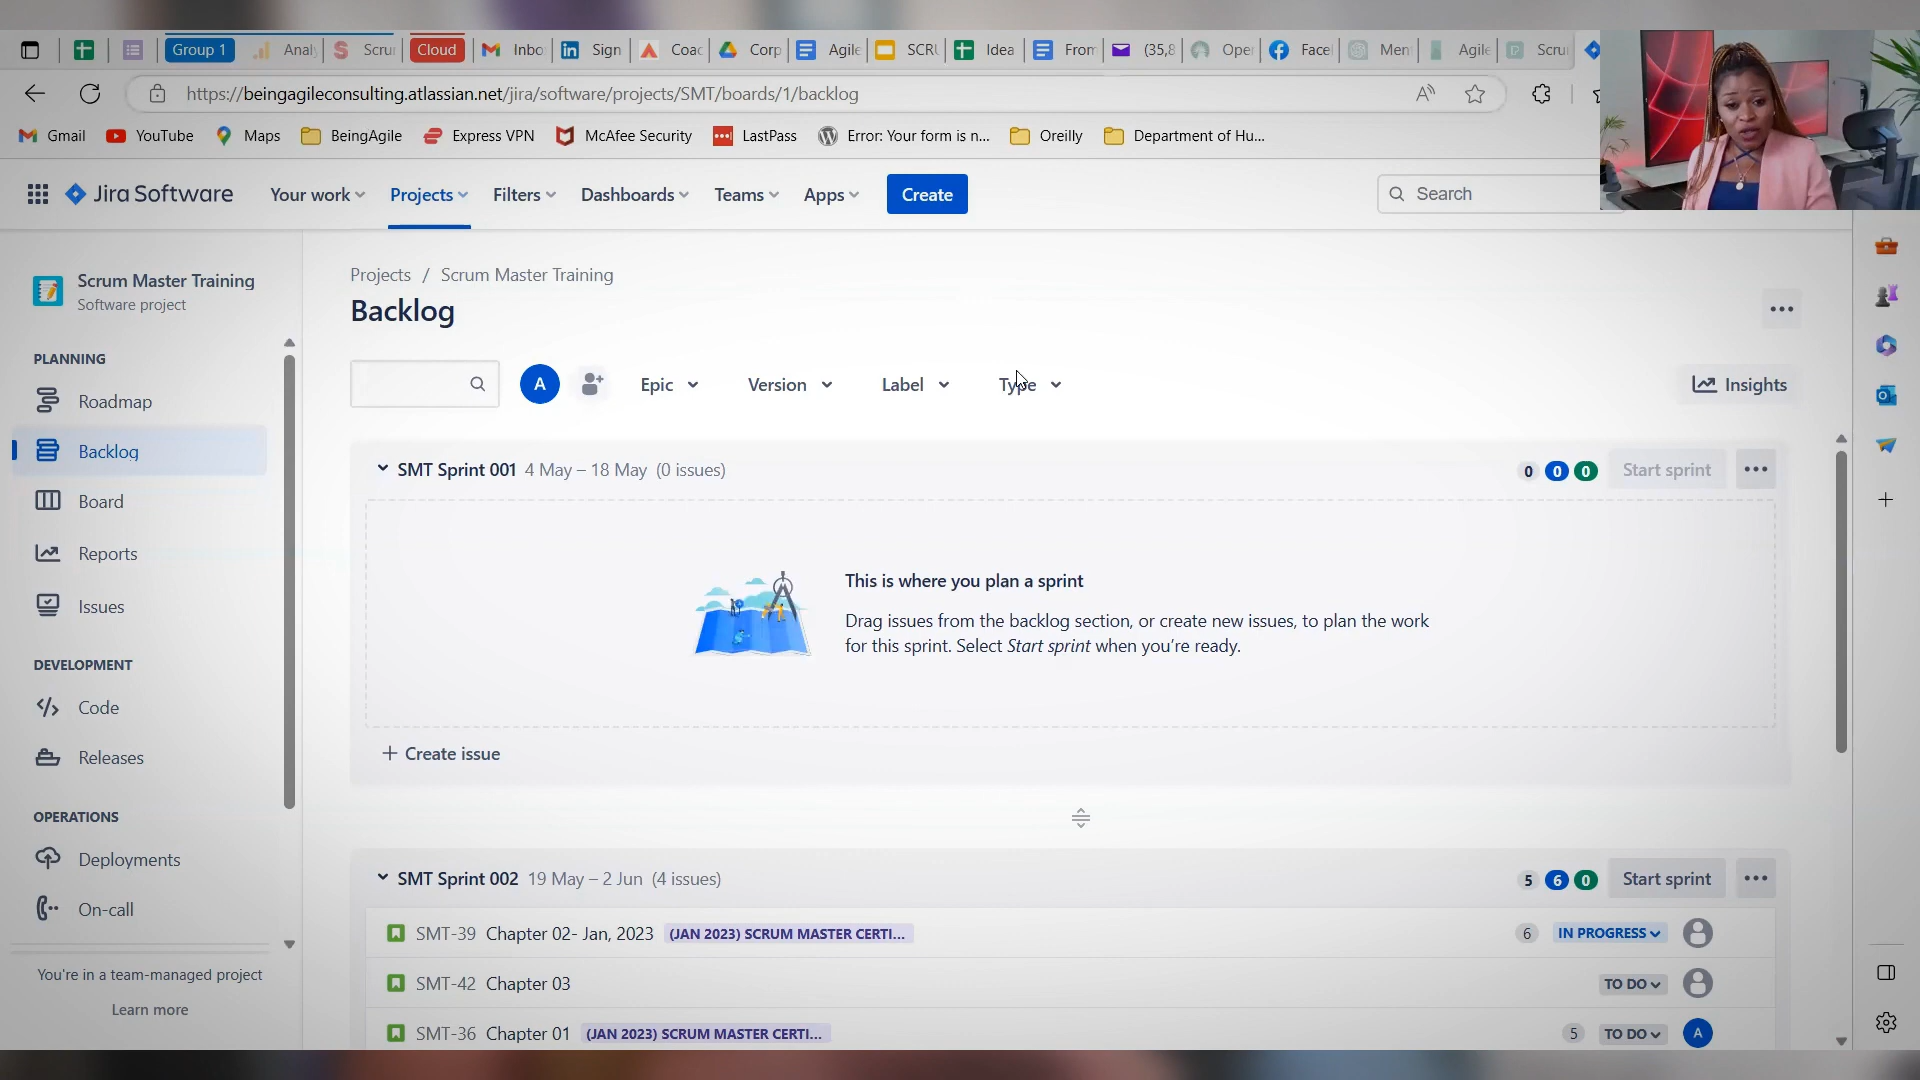 Group 1
Analy
Scru
Cloud
Inbo
Sign
Coac
Corp
Agile
SCRU
Idea
From
(35,8
Oper
Face
Men
Agile
Scru
https://beingagileconsulting.atlassian.net/jira/software/projects/SMT/boards/1/backlog
Gmail
YouTube
Maps
BeingAgile
Express VPN
McAfee Security
LastPass
Error: Your form is n...
Oreilly
Department of Hu...
Jira Software
Your work
Projects
Filters
Dashboards
Teams
Apps
Create
Search
Scrum Master Training
Software project
PLANNING
Roadmap
Backlog
Board
Reports
Issues
DEVELOPMENT
Code
Releases
OPERATIONS
Deployments
On-call
You're in a team-managed project
Learn more
Projects / Scrum Master Training
Backlog
A
Epic
Version
Label
Type
Insights
SMT Sprint 001 4 May – 18 May (0 issues)
0 0 0
Start sprint
This is where you plan a sprint
Drag issues from the backlog section, or create new issues, to plan the work
for this sprint. Select Start sprint when you're ready.
+ Create issue
SMT Sprint 002 19 May – 2 Jun (4 issues)
5 6 0
Start sprint
SMT-39 Chapter 02- Jan, 2023 (JAN 2023) SCRUM MASTER CERTI... 6 IN PROGRESS
SMT-42 Chapter 03 TO DO
SMT-36 Chapter 01 (JAN 2023) SCRUM MASTER CERTI... 5 TO DO A